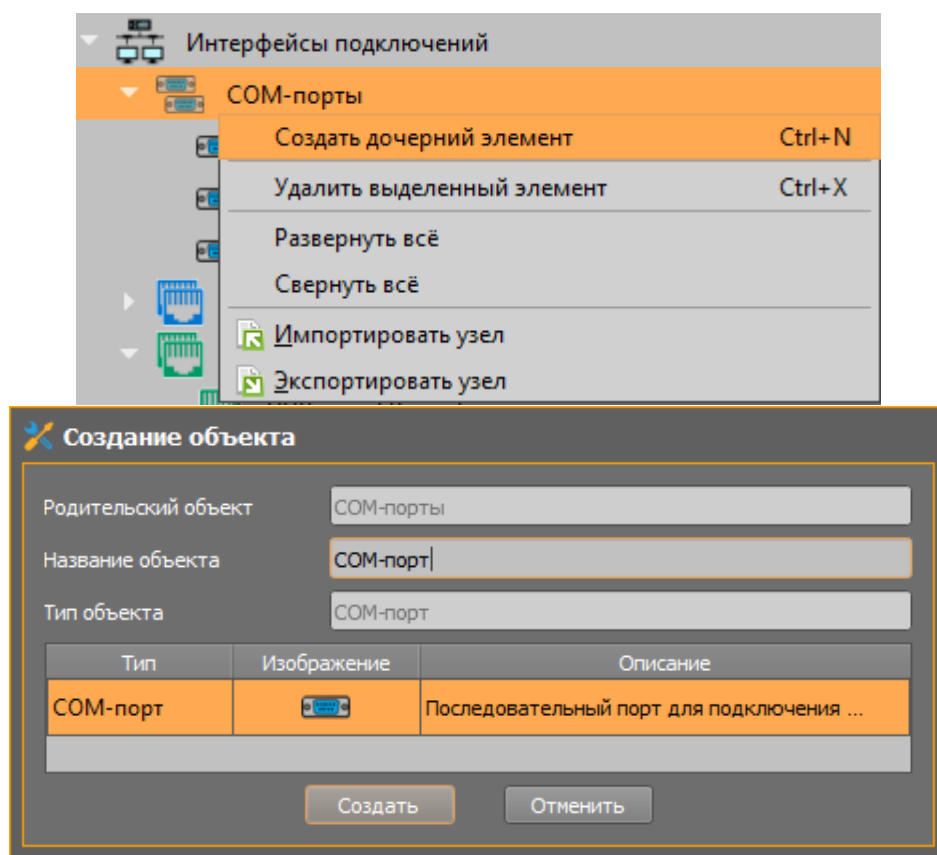 Интерфейсы подключений
COM-порты
Создать дочерний элемент Ctrl+N
Удалить выделенный элемент Ctrl+X
Развернуть всё
Свернуть всё
Импортировать узел
Экспортировать узел
Создание объекта
Родительский объект COM-порты
Название объекта COM-порт
Тип объекта COM-порт
Тип Изображение Описание
COM-порт Последовательный порт для подключения ...
Создать Отменить